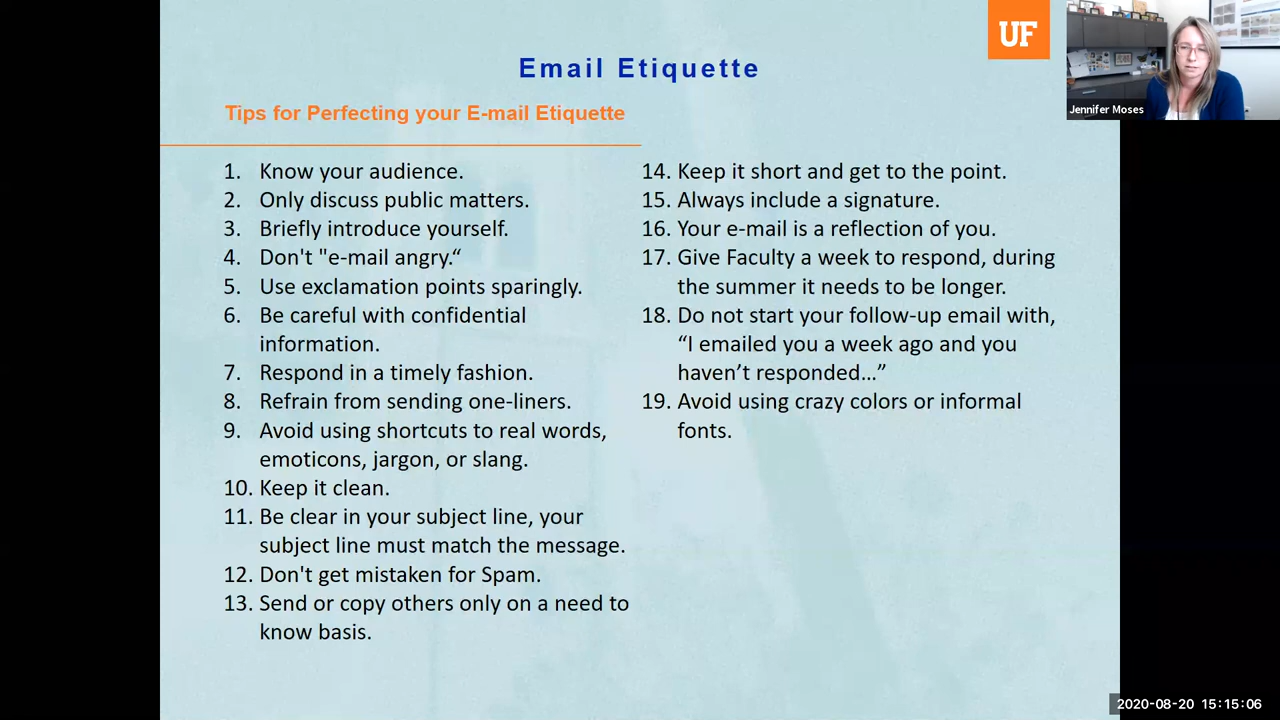 UF
Email Etiquette
Jennifer Moses
Tips for Perfecting your E-mail Etiquette
1. Know your audience.
2. Only discuss public matters.
3. Briefly introduce yourself.
4. Don't "e-mail angry.“
5. Use exclamation points sparingly.
6. Be careful with confidential
information.
7. Respond in a timely fashion.
8. Refrain from sending one-liners.
9. Avoid using shortcuts to real words,
emoticons, jargon, or slang.
10. Keep it clean.
11. Be clear in your subject line, your
subject line must match the message.
12. Don't get mistaken for Spam.
13. Send or copy others only on a need to
know basis.
14. Keep it short and get to the point.
15. Always include a signature.
16. Your e-mail is a reflection of you.
17. Give Faculty a week to respond, during
the summer it needs to be longer.
18. Do not start your follow-up email with,
“I emailed you a week ago and you
haven’t responded…”
19. Avoid using crazy colors or informal
fonts.
2020-08-20 15:15:06